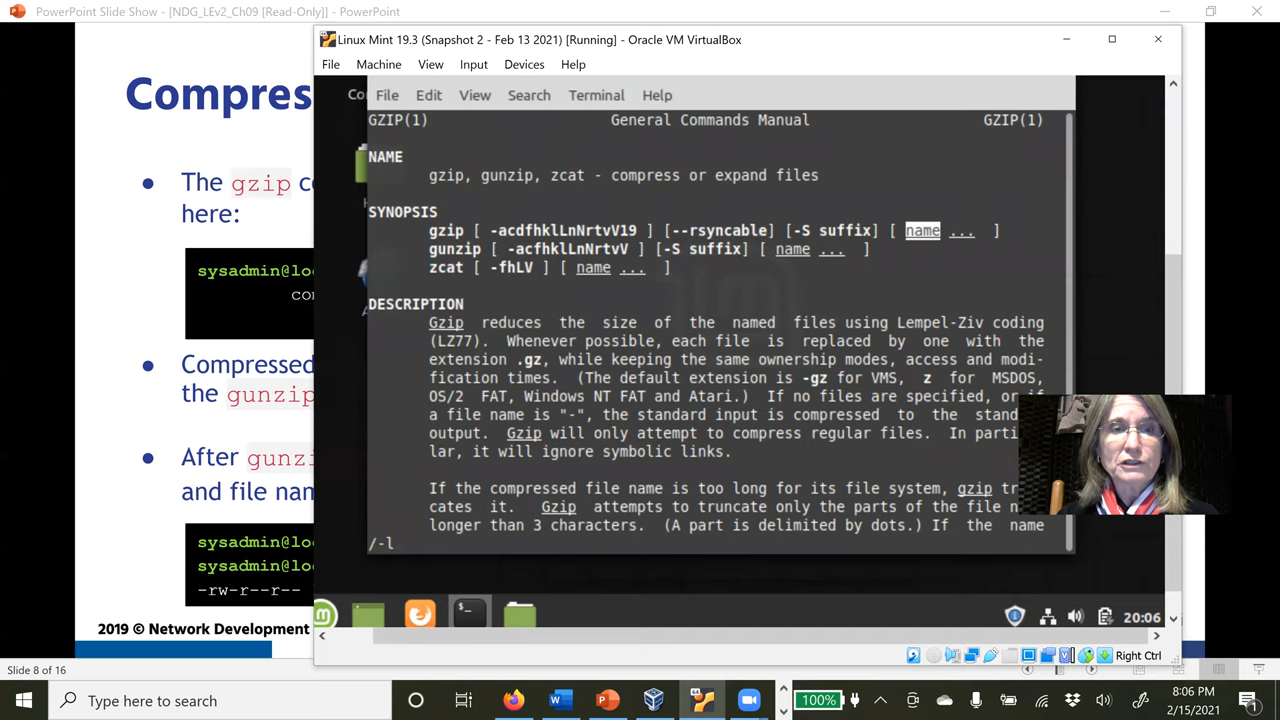 PowerPoint Slide Show - [NDG_LEv2_Ch09 [Read-Only]] - PowerPoint
Linux Mint 19.3 (Snapshot 2 - Feb 13 2021) [Running] - Oracle VM VirtualBox
File Machine View Input Devices Help
Compres
The gzip c
here:
sysadmin@lo
co
Compressed
the gunz
After gunz
and file nam
sysadmin@lo
sysadmin@lo
-rw-r--r--
2019 © Network Development
Co
File Edit View Search Terminal Help
GZIP(1) General Commands Manual GZIP(1)
NAME
gzip, gunzip, zcat - compress or expand files
SYNOPSIS
gzip [ -acdfhklLnNrtvV19 ] [--rsyncable] [-S suffix] [ name ... ]
gunzip [ -acfhklLnNrtvV ] [-S suffix] [ name ... ]
zcat [ -fhLV ] [ name ... ]
DESCRIPTION
Gzip reduces the size of the named files using Lempel-Ziv coding
(LZ77). Whenever possible, each file is replaced by one with the
extension .gz, while keeping the same ownership modes, access and modi-
fication times. (The default extension is -gz for VMS, z for MSDOS,
OS/2 FAT, Windows NT FAT and Atari.) If no files are specified, or if
a file name is "-", the standard input is compressed to the stand
output. Gzip will only attempt to compress regular files. In parti
lar, it will ignore symbolic links.
If the compressed file name is too long for its file system, gzip tr
cates it. Gzip attempts to truncate only the parts of the file n
longer than 3 characters. (A part is delimited by dots.) If the name
/-l
20:06
Right Ctrl
Slide 8 of 16
Type here to search
100%
8:06 PM
2/15/2021
1